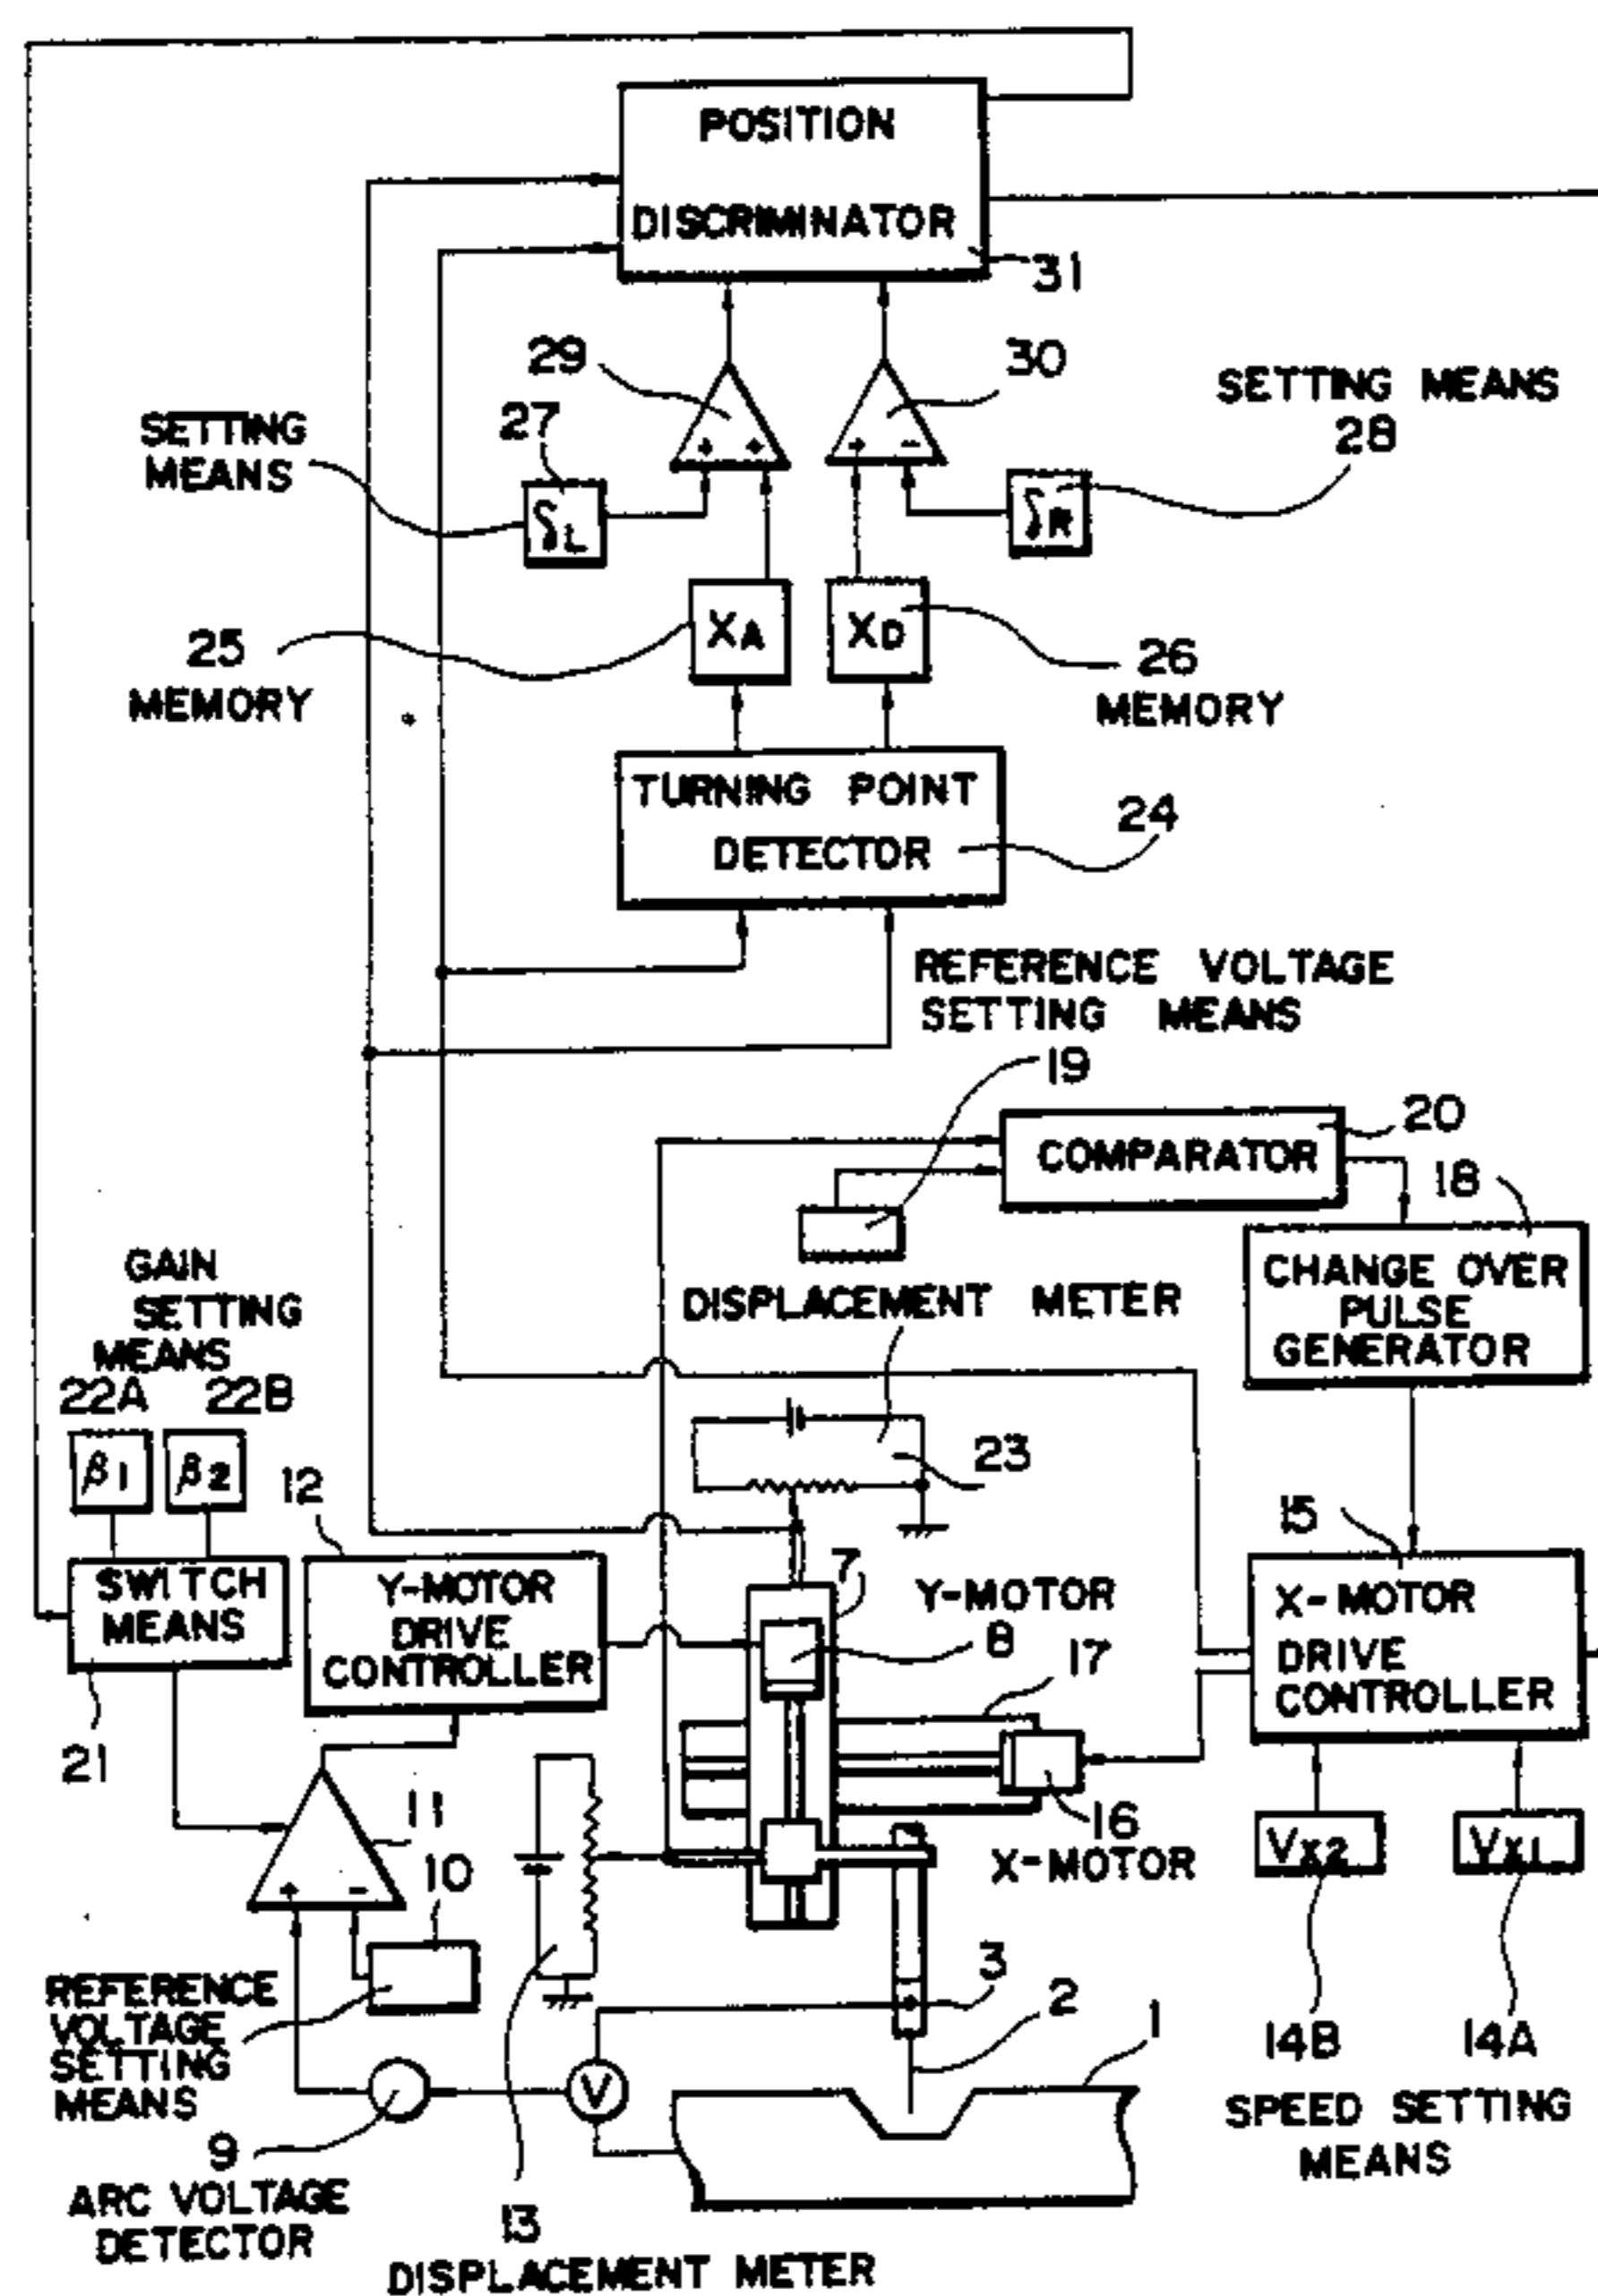 POSITION
DISCRIMINATOR
31
29
30
SETTING MEANS
28
SETTING
MEANS
27
+ +
+ -
δL
δR
25
MEMORY
XA
XD
26
MEMORY
TURNING POINT
DETECTOR
24
REFERENCE VOLTAGE
SETTING MEANS
19
COMPARATOR
20
18
CHANGE OVER
PULSE
GENERATOR
DISPLACEMENT METER
23
GAIN
SETTING
MEANS
22A 22B
β1 β2
12
SWITCH
MEANS
21
Y-MOTOR
DRIVE
CONTROLLER
7
Y-MOTOR
8
17
15
X-MOTOR
DRIVE
CONTROLLER
16
X-MOTOR
VX2
VX1
14B
14A
SPEED SETTING
MEANS
11
+ -
10
REFERENCE
VOLTAGE
SETTING
MEANS
9
ARC VOLTAGE
DETECTOR
V
13
DISPLACEMENT METER
3
2
1